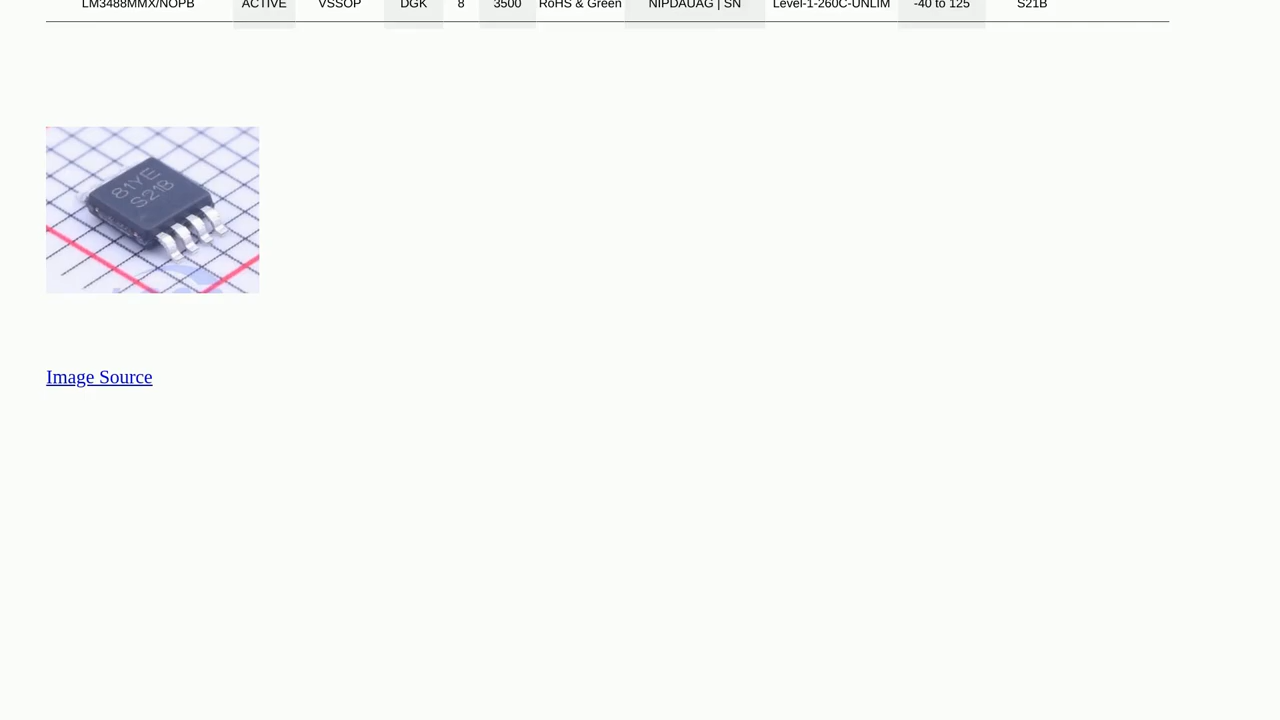 LM3488MMX/NOPB ACTIVE VSSOP DGK 8 3500 RoHS & Green NIPDAUAG | SN Level-1-260C-UNLIM -40 to 125 S21B
81YE
S21B
Image Source